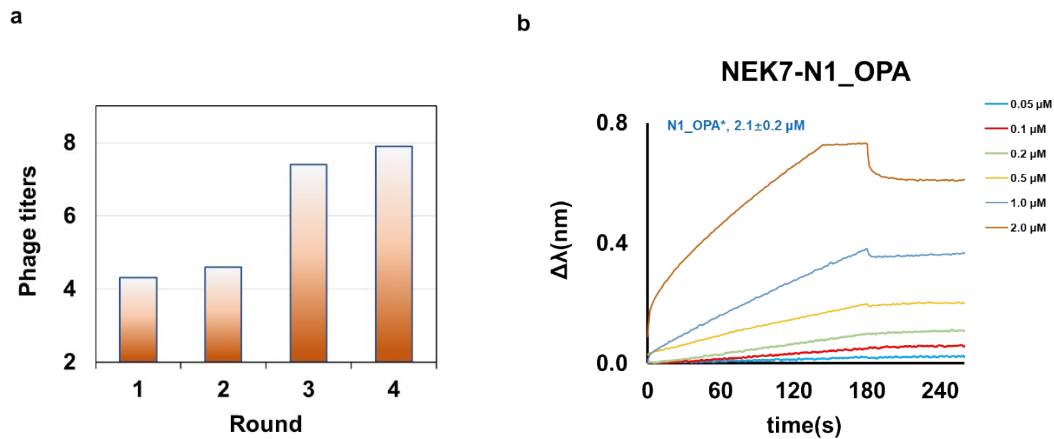 a
8
6
4
2
Phage titers
1 2 3 4
Round
b
NEK7-N1_OPA
N1_OPA*, 2.1±0.2 µM
0.8
0.4
0.0
Δλ(nm)
0 60 120 180 240
time(s)
0.05 µM
0.1 µM
0.2 µM
0.5 µM
1.0 µM
2.0 µM